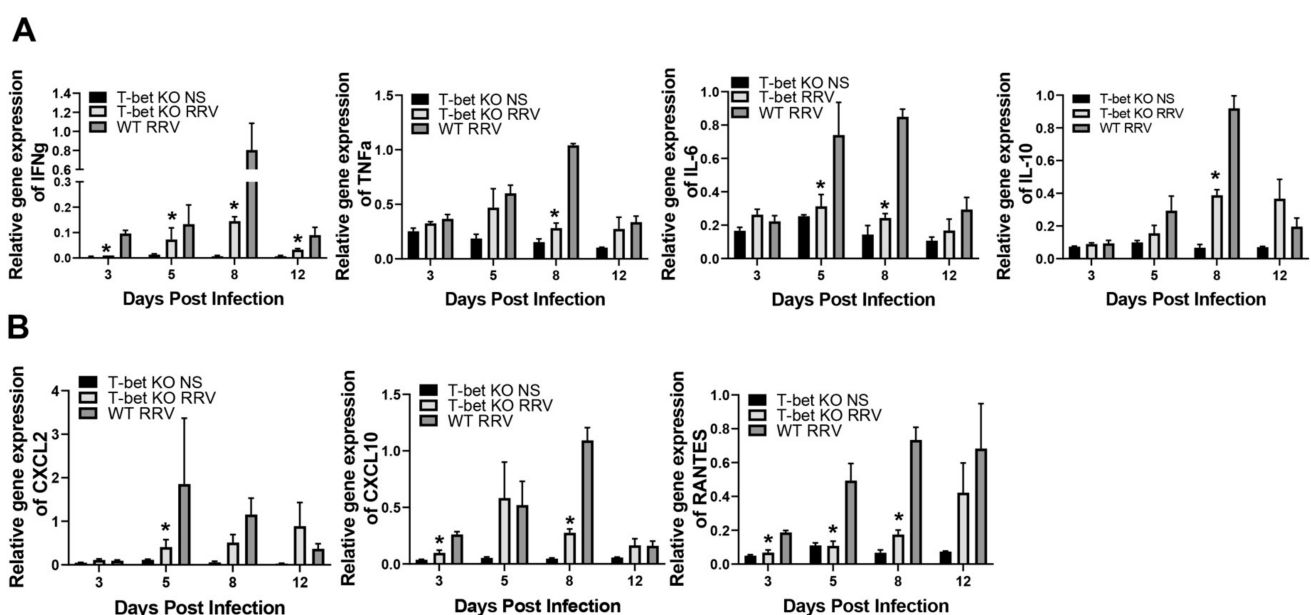 A
Relative gene expression
of IFNg
1.4
1.2
1.0
0.8
0.6
0.3
0.2
0.1
0.0
T-bet KO NS
T-bet KO RRV
WT RRV
*
*
*
*
3
5
8
12
Days Post Infection
Relative gene expression
of TNFa
1.5
1.0
0.5
0.0
T-bet KO NS
T-bet KO RRV
WT RRV
*
3
5
8
12
Days Post Infection
Relative gene expression
of IL-6
1.0
0.8
0.6
0.4
0.2
0.0
T-bet KO NS
T-bet RRV
WT RRV
*
*
3
5
8
12
Days Post Infection
Relative gene expression
of IL-10
1.0
0.8
0.6
0.4
0.2
0.0
T-bet KO NS
T-bet KO RRV
WT RRV
*
3
5
8
12
Days Post Infection
B
Relative gene expression
of CXCL2
4
3
2
1
0
T-bet KO NS
T-bet KO RRV
WT RRV
*
3
5
8
12
Days Post Infection
Relative gene expression
of CXCL10
1.5
1.0
0.5
0.0
T-bet KO NS
T-bet KO RRV
WT RRV
*
*
3
5
8
12
Days Post Infection
Relative gene expression
of RANTES
1.0
0.8
0.6
0.4
0.2
0.0
T-bet KO NS
T-bet KO RRV
WT RRV
*
*
*
3
5
8
12
Days Post Infection